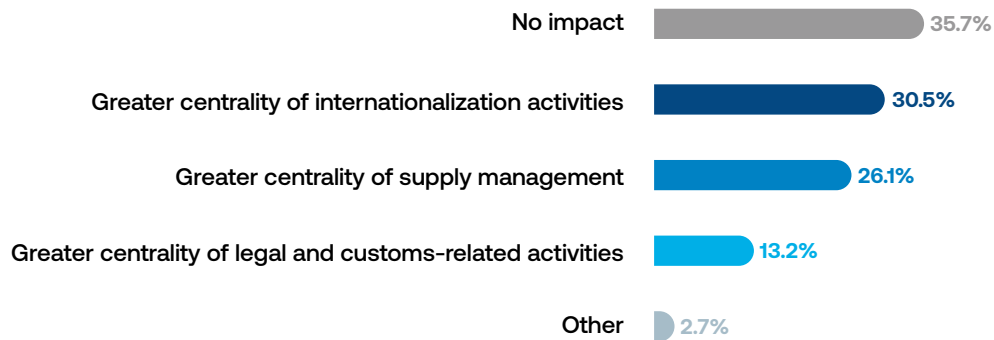 No impact 35.7%
Greater centrality of internationalization activities 30.5%
Greater centrality of supply management 26.1%
Greater centrality of legal and customs-related activities 13.2%
Other 2.7%